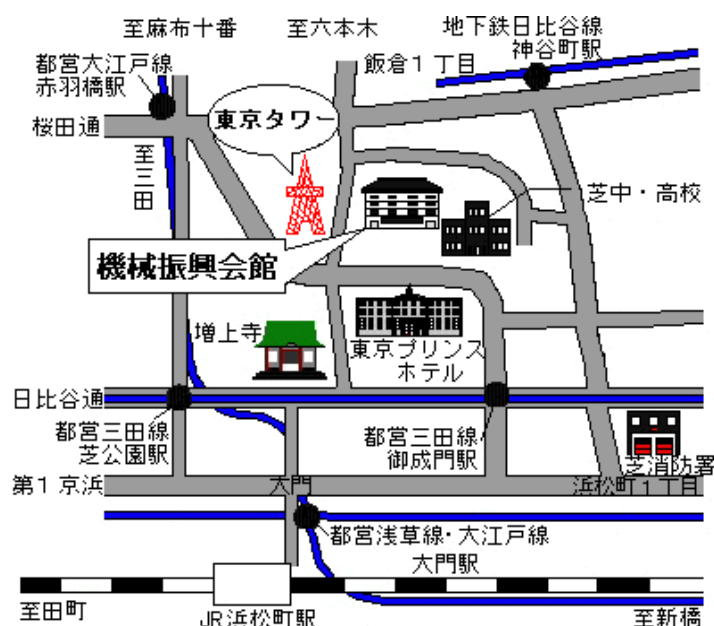 至麻布十番
至六本木
地下鉄日比谷線
神谷町駅
都営大江戸線
赤羽橋駅
飯倉1丁目
桜田通
東京タワー
至三田
芝中・高校
機械振興会館
増上寺
東京プリンス
ホテル
日比谷通
都営三田線
芝公園駅
都営三田線
御成門駅
芝消防署
第1京浜
大門
浜松町1丁目
都営浅草線・大江戸線
大門駅
至田町
JR浜松町駅
至新橋